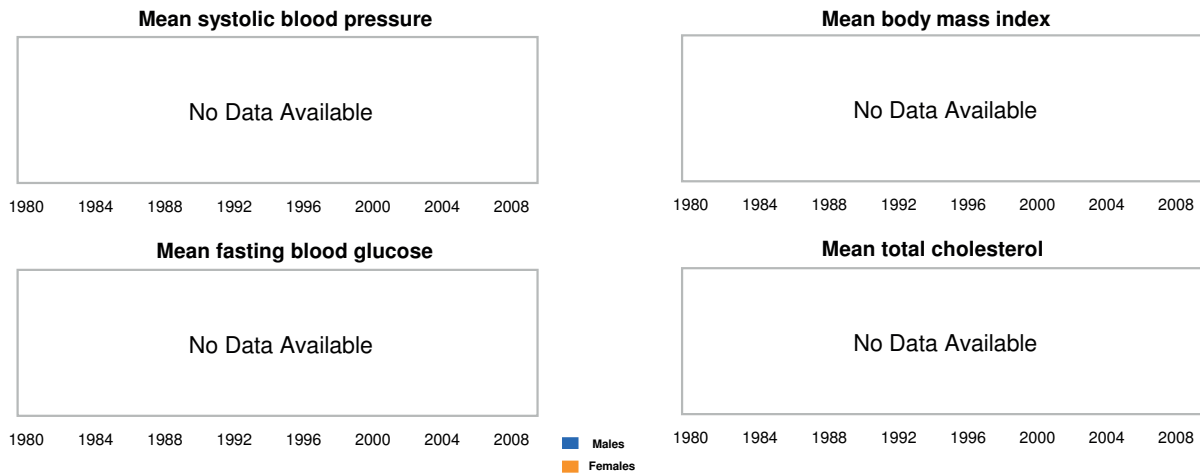 Mean systolic blood pressure
No Data Available
1980 1984 1988 1992 1996 2000 2004 2008
Mean body mass index
No Data Available
1980 1984 1988 1992 1996 2000 2004 2008
Mean fasting blood glucose
No Data Available
1980 1984 1988 1992 1996 2000 2004 2008
Mean total cholesterol
No Data Available
1980 1984 1988 1992 1996 2000 2004 2008
Males
Females